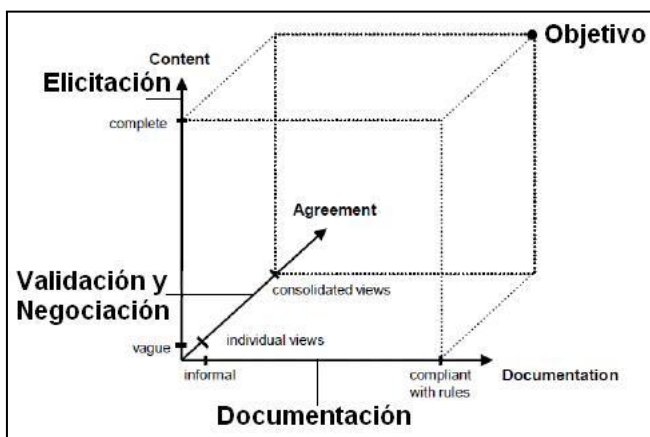 Objetivo
Content
Elicitación
complete
Agreement
Validación y
Negociación
consolidated views
individual views
vague
informal
compliant
with rules
Documentation
Documentación